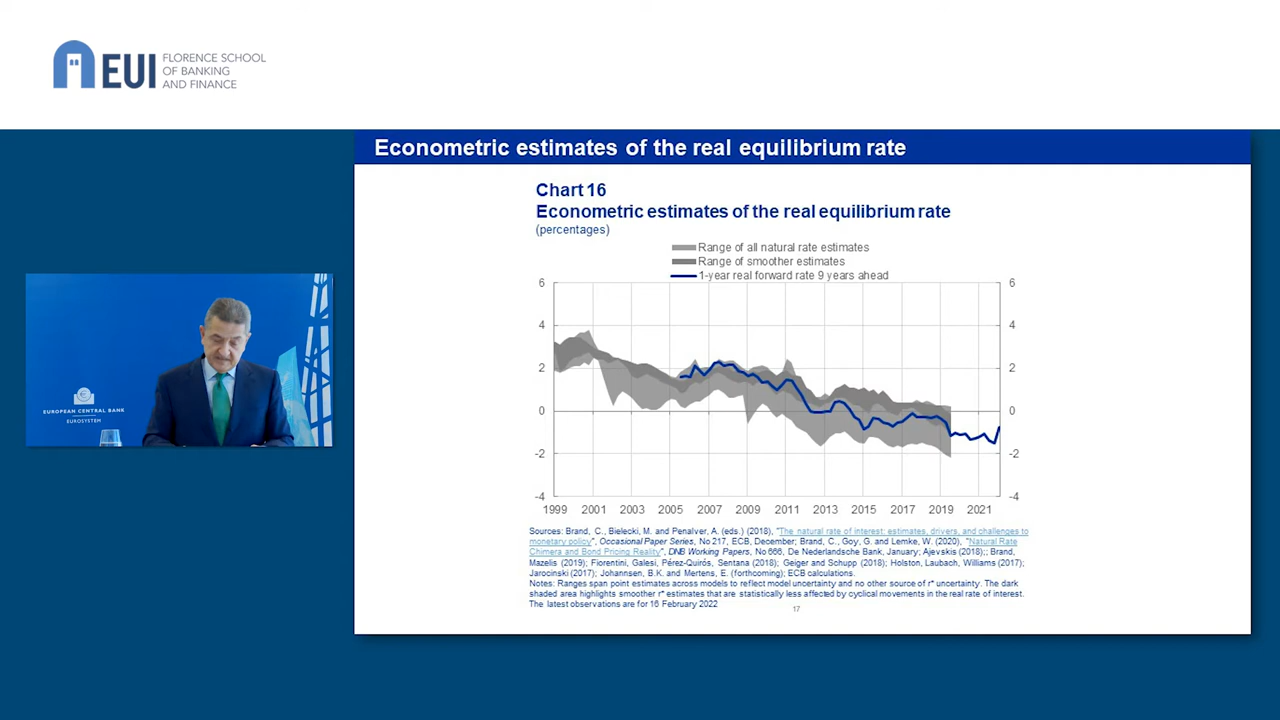 EUI
FLORENCE SCHOOL
OF BANKING
AND FINANCE
Econometric estimates of the real equilibrium rate
Chart 16
Econometric estimates of the real equilibrium rate
(percentages)
Range of all natural rate estimates
Range of smoother estimates
1-year real forward rate 9 years ahead
6 6
4 4
2 2
0 0
-2 -2
-4 -4
1999 2001 2003 2005 2007 2009 2011 2013 2015 2017 2019 2021
Sources: Brand, C., Bielecki, M. and Penalver, A. (eds.) (2018), "The natural rate of interest: estimates, drivers, and challenges to
monetary policy", Occasional Paper Series, No 217, ECB, December; Brand, C., Goy, G. and Lemke, W. (2020), "Natural Rate
Chimera and Bond Pricing Reality", DNB Working Papers, No 666, De Nederlandsche Bank, January; Ajevskis (2018);; Brand,
Mazelis (2019); Fiorentini, Galesi, Pérez-Quirós, Sentana (2018); Geiger and Schupp (2018); Holston, Laubach, Williams (2017);
Jarocinski (2017); Johannsen, B.K. and Mertens, E. (forthcoming); ECB calculations.
Notes: Ranges span point estimates across models to reflect model uncertainty and no other source of r* uncertainty. The dark
shaded area highlights smoother r* estimates that are statistically less affected by cyclical movements in the real rate of interest.
The latest observations are for 16 February 2022
17
EUROPEAN CENTRAL BANK
EUROSYSTEM